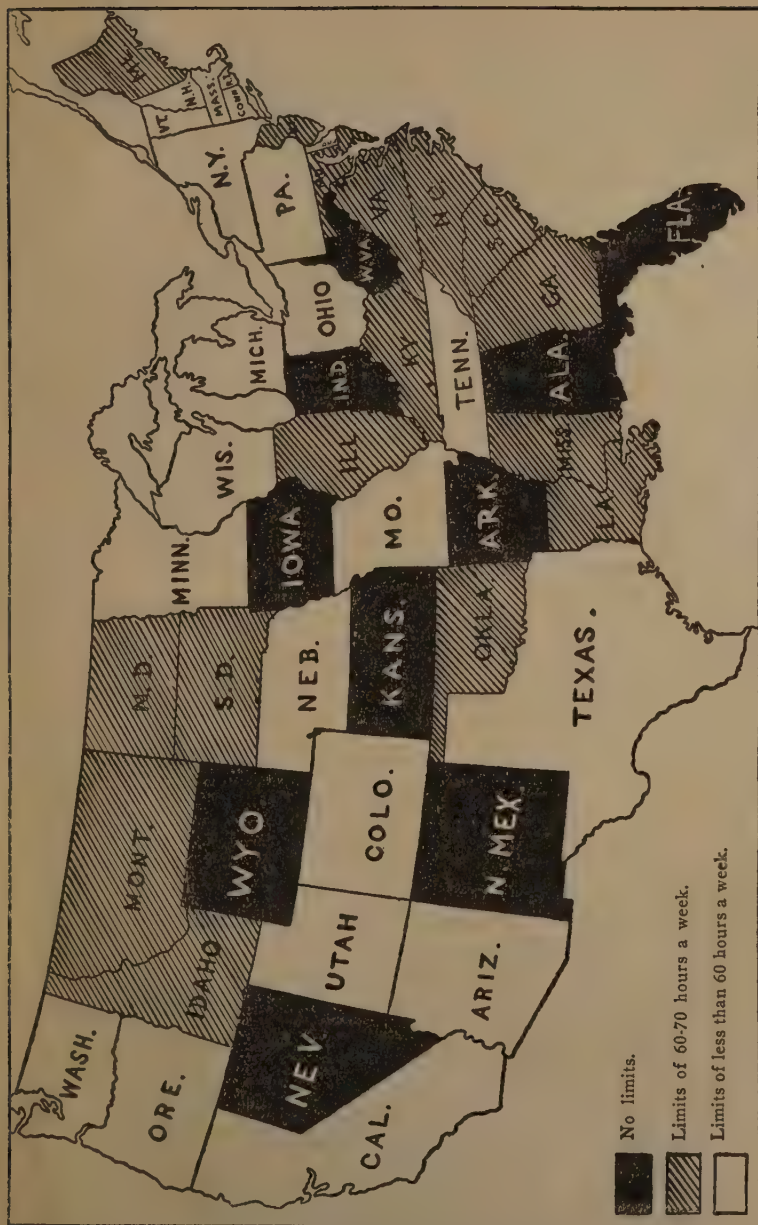 WASH.
ORE.
CAL.
NEV
IDAHO
MONT.
WYO
UTAH
ARIZ.
COLO.
N. MEX.
N.D.
S.D.
NEB.
KANS.
OKLA.
TEXAS.
MINN.
IOWA
MO.
ARK.
LA.
WIS.
ILL
MISS.
MICH.
IND.
KY
TENN.
ALA.
OHIO
W.VA.
VA
N.C.
S.C.
GA
FLA.
PA.
N.Y.
VT.
N.H.
MASS.
CONN.
R.I.
ME.
No limits.
Limits of 60-70 hours a week.
Limits of less than 60 hours a week.